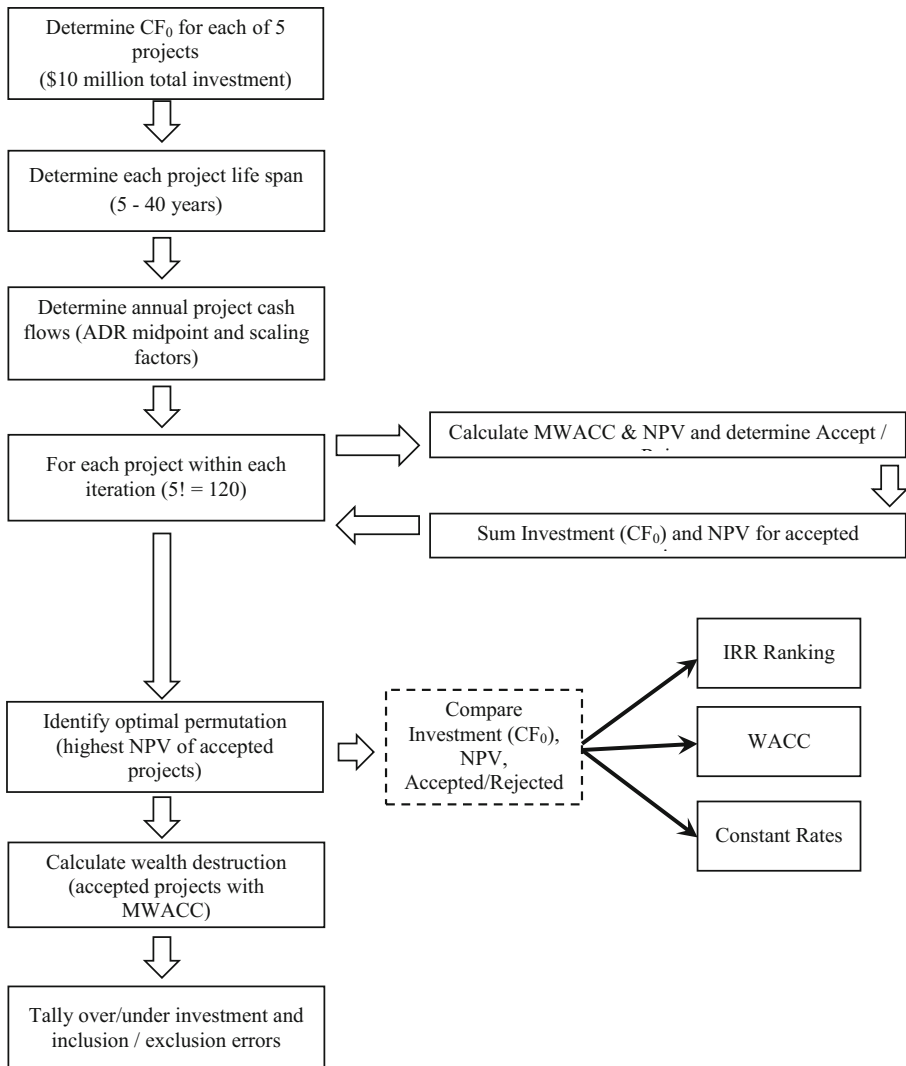 Determine CF₀ for each of 5
projects
($10 million total investment)
Determine each project life span
(5 - 40 years)
Determine annual project cash
flows (ADR midpoint and scaling
factors)
For each project within each
iteration (5! = 120)
Calculate MWACC & NPV and determine Accept /
Sum Investment (CF₀) and NPV for accepted
Identify optimal permutation
(highest NPV of accepted
projects)
Compare
Investment (CF₀),
NPV,
Accepted/Rejected
IRR Ranking
WACC
Constant Rates
Calculate wealth destruction
(accepted projects with
MWACC)
Tally over/under investment and
inclusion / exclusion errors